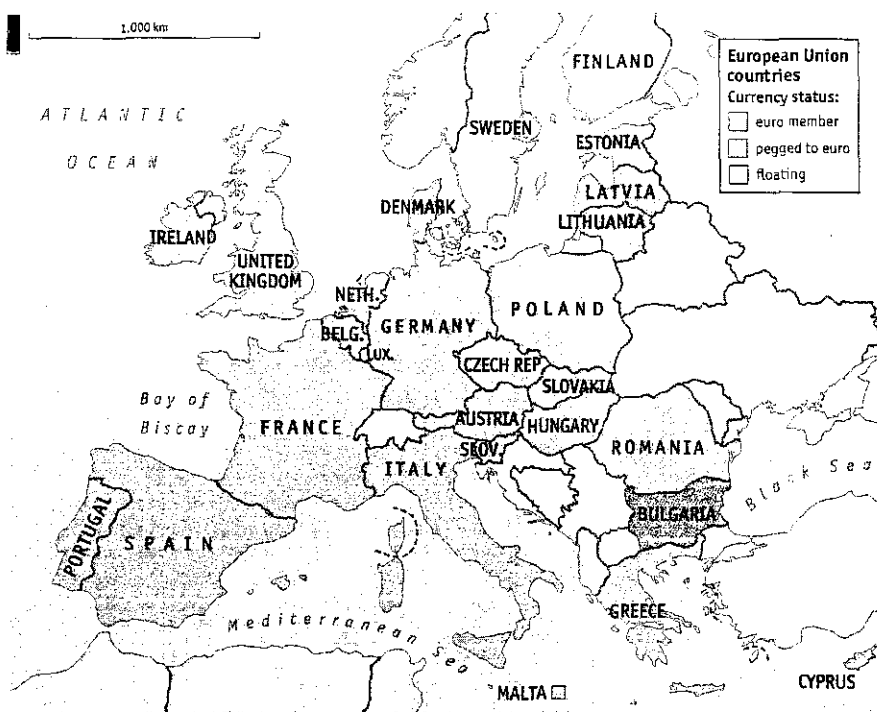 1,000 km
European Union
countries
Currency status:
euro member
pegged to euro
floating
ATLANTIC
OCEAN
FINLAND
SWEDEN
ESTONIA
LATVIA
LITHUANIA
DENMARK
IRELAND
UNITED
KINGDOM
NETH.
BELG.
LUX.
GERMANY
POLAND
CZECH REP
SLOVAKIA
Bay of
Biscay
FRANCE
AUSTRIA
HUNGARY
SLOV.
ITALY
ROMANIA
Black Sea
BULGARIA
PORTUGAL
SPAIN
GREECE
Mediterranean
Sea
MALTA
CYPRUS